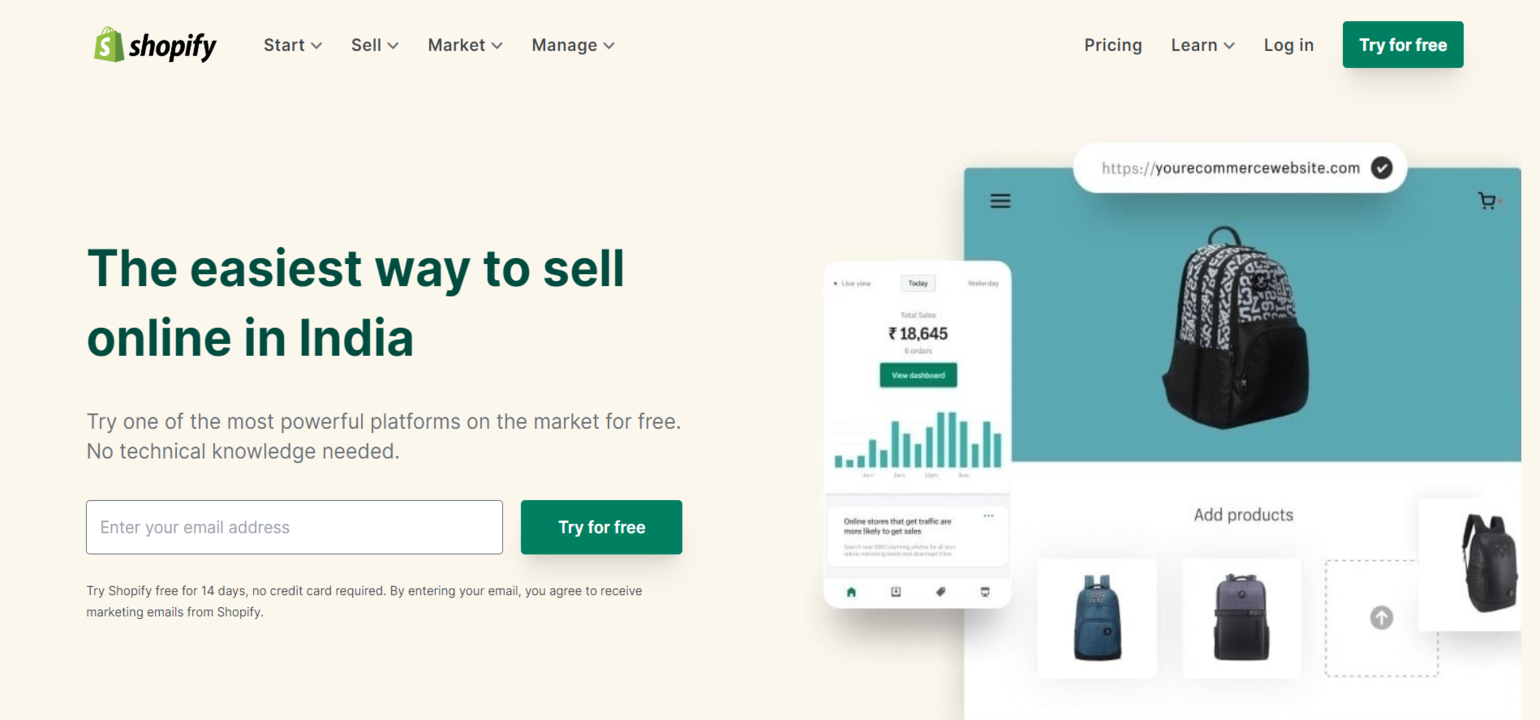 shopify
Start
Sell
Market
Manage
Pricing
Learn
Log in
Try for free
The easiest way to sell
online in India
Try one of the most powerful platforms on the market for free.
No technical knowledge needed.
Enter your email address
Try for free
Try Shopify free for 14 days, no credit card required. By entering your email, you agree to receive
marketing emails from Shopify.
https://yourecommercewebsite.com
Live view
Today
Yesterday
Total Sales
₹ 18,645
6 orders
View dashboard
Online stores that get traffic are
more likely to get sales
Add products